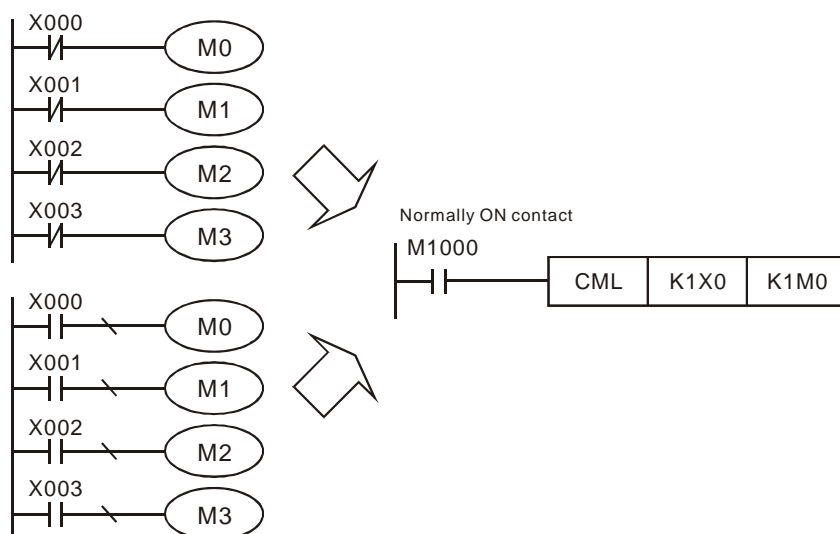 X000
M0
X001
M1
X002
M2
X003
M3
Normally ON contact
M1000
CML K1X0 K1M0
X000
M0
X001
M1
X002
M2
X003
M3